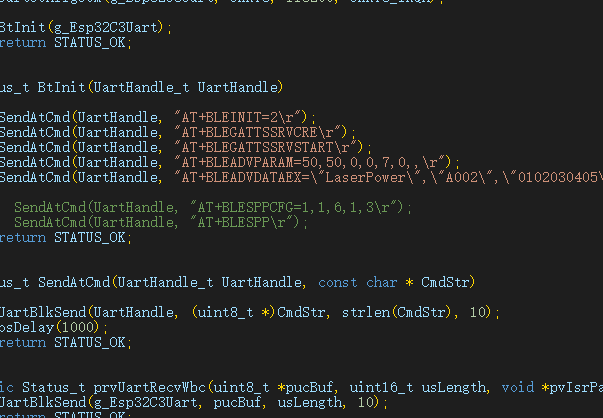 BtInit(g_Esp32C3Uart);
return STATUS_OK;
us_t BtInit(UartHandle_t UartHandle)
SendAtCmd(UartHandle, "AT+BLEINIT=2\r");
SendAtCmd(UartHandle, "AT+BLEGATTSSRVCRE\r");
SendAtCmd(UartHandle, "AT+BLEGATTSSRVSTART\r");
SendAtCmd(UartHandle, "AT+BLEADVPARAM=50,50,0,0,7,0,,\r");
SendAtCmd(UartHandle, "AT+BLEADVDATAEX=\"LaserPower\",\"A002\",\"0102030405\
SendAtCmd(UartHandle, "AT+BLESPPCFG=1,1,6,1,3\r");
SendAtCmd(UartHandle, "AT+BLESPP\r");
return STATUS_OK;
us_t SendAtCmd(UartHandle_t UartHandle, const char * CmdStr)
UartBlkSend(UartHandle, (uint8_t *)CmdStr, strlen(CmdStr), 10);
osDelay(1000);
return STATUS_OK;
ic Status_t prvUartRecvWbc(uint8_t *pucBuf, uint16_t usLength, void *pvIsrPa
UartBlkSend(g_Esp32C3Uart, pucBuf, usLength, 10);
return STATUS_OK;